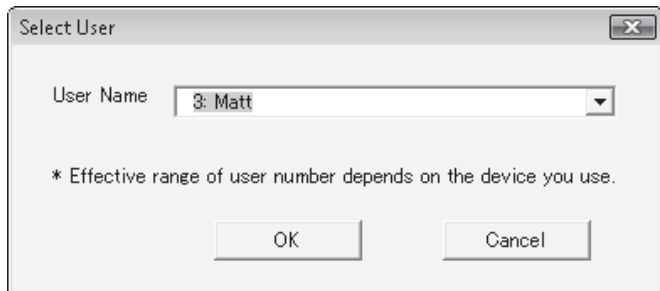 Select User
User Name 3: Matt
* Effective range of user number depends on the device you use.
OK Cancel